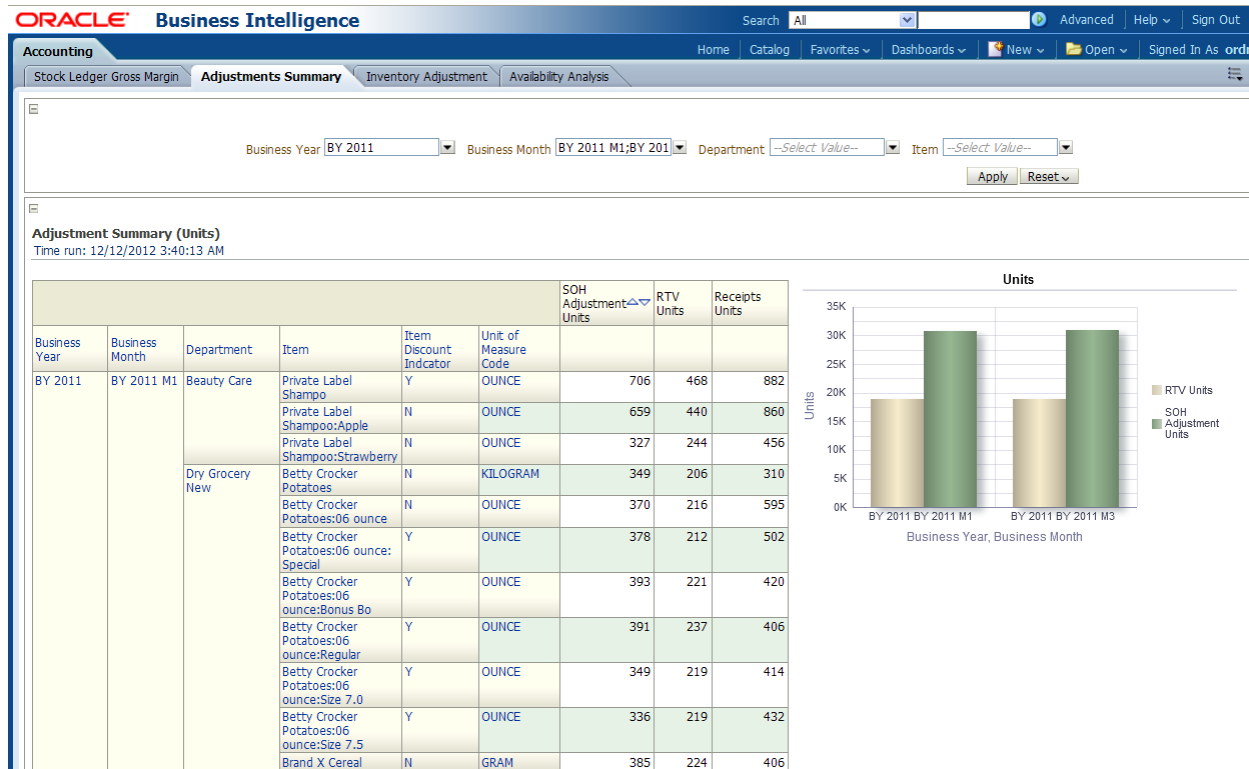 ORACLE® Business Intelligence
Search All Advanced Help Sign Out
Accounting
Home Catalog Favorites Dashboards New Open Signed In As
Stock Ledger Gross Margin Adjustments Summary Inventory Adjustment Availability Analysis
Business Year BY 2011 Business Month BY 2011 M1;BY 201 Department --Select Value-- Item --Select Value--
Apply Reset
Adjustment Summary (Units)
Time run: 12/12/2012 3:40:13 AM
SOH
Adjustment
Units
RTV
Units
Receipts
Units
Business
Year
Business
Month
Department
Item
Item
Discount
Indcator
Unit of
Measure
Code
BY 2011 BY 2011 M1 Beauty Care
Private Label
Shampo
Y OUNCE 706 468 882
Private Label
Shampoo:Apple
N OUNCE 659 440 860
Private Label
Shampoo:Strawberry
N OUNCE 327 244 456
Dry Grocery
New
Betty Crocker
Potatoes
N KILOGRAM 349 206 310
Betty Crocker
Potatoes:06 ounce
N OUNCE 370 216 595
Betty Crocker
Potatoes:06 ounce:
Special
Y OUNCE 378 212 502
Betty Crocker
Potatoes:06
ounce:Bonus Bo
Y OUNCE 393 221 420
Betty Crocker
Potatoes:06
ounce:Regular
Y OUNCE 391 237 406
Betty Crocker
Potatoes:06
ounce:Size 7.0
Y OUNCE 349 219 414
Betty Crocker
Potatoes:06
ounce:Size 7.5
Y OUNCE 336 219 432
Brand X Cereal N GRAM 385 224 406
Units
35K
30K
25K
20K
15K
10K
5K
0K
Units
BY 2011 BY 2011 M1 BY 2011 BY 2011 M3
Business Year, Business Month
RTV Units
SOH
Adjustment
Units